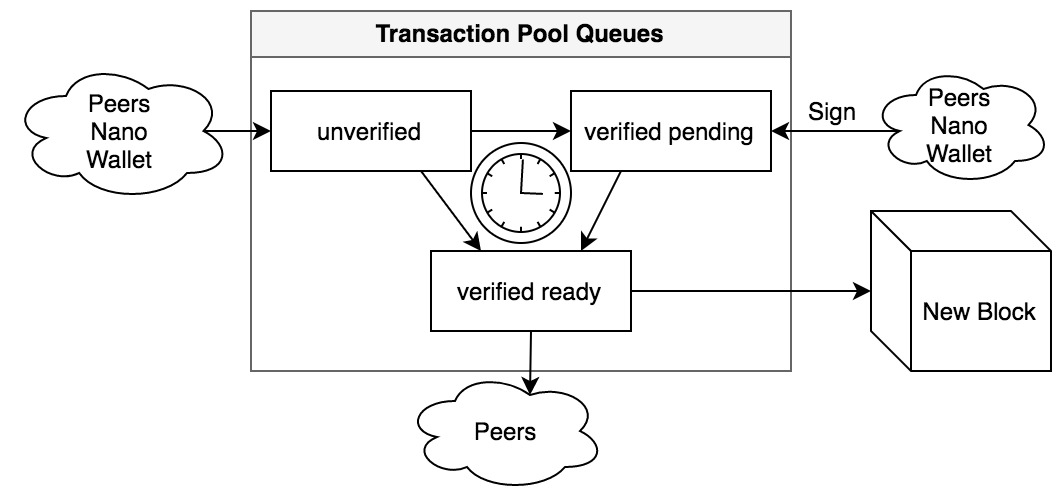 Transaction Pool Queues
Peers
Nano
Wallet
unverified
verified pending
Sign
Peers
Nano
Wallet
verified ready
New Block
Peers